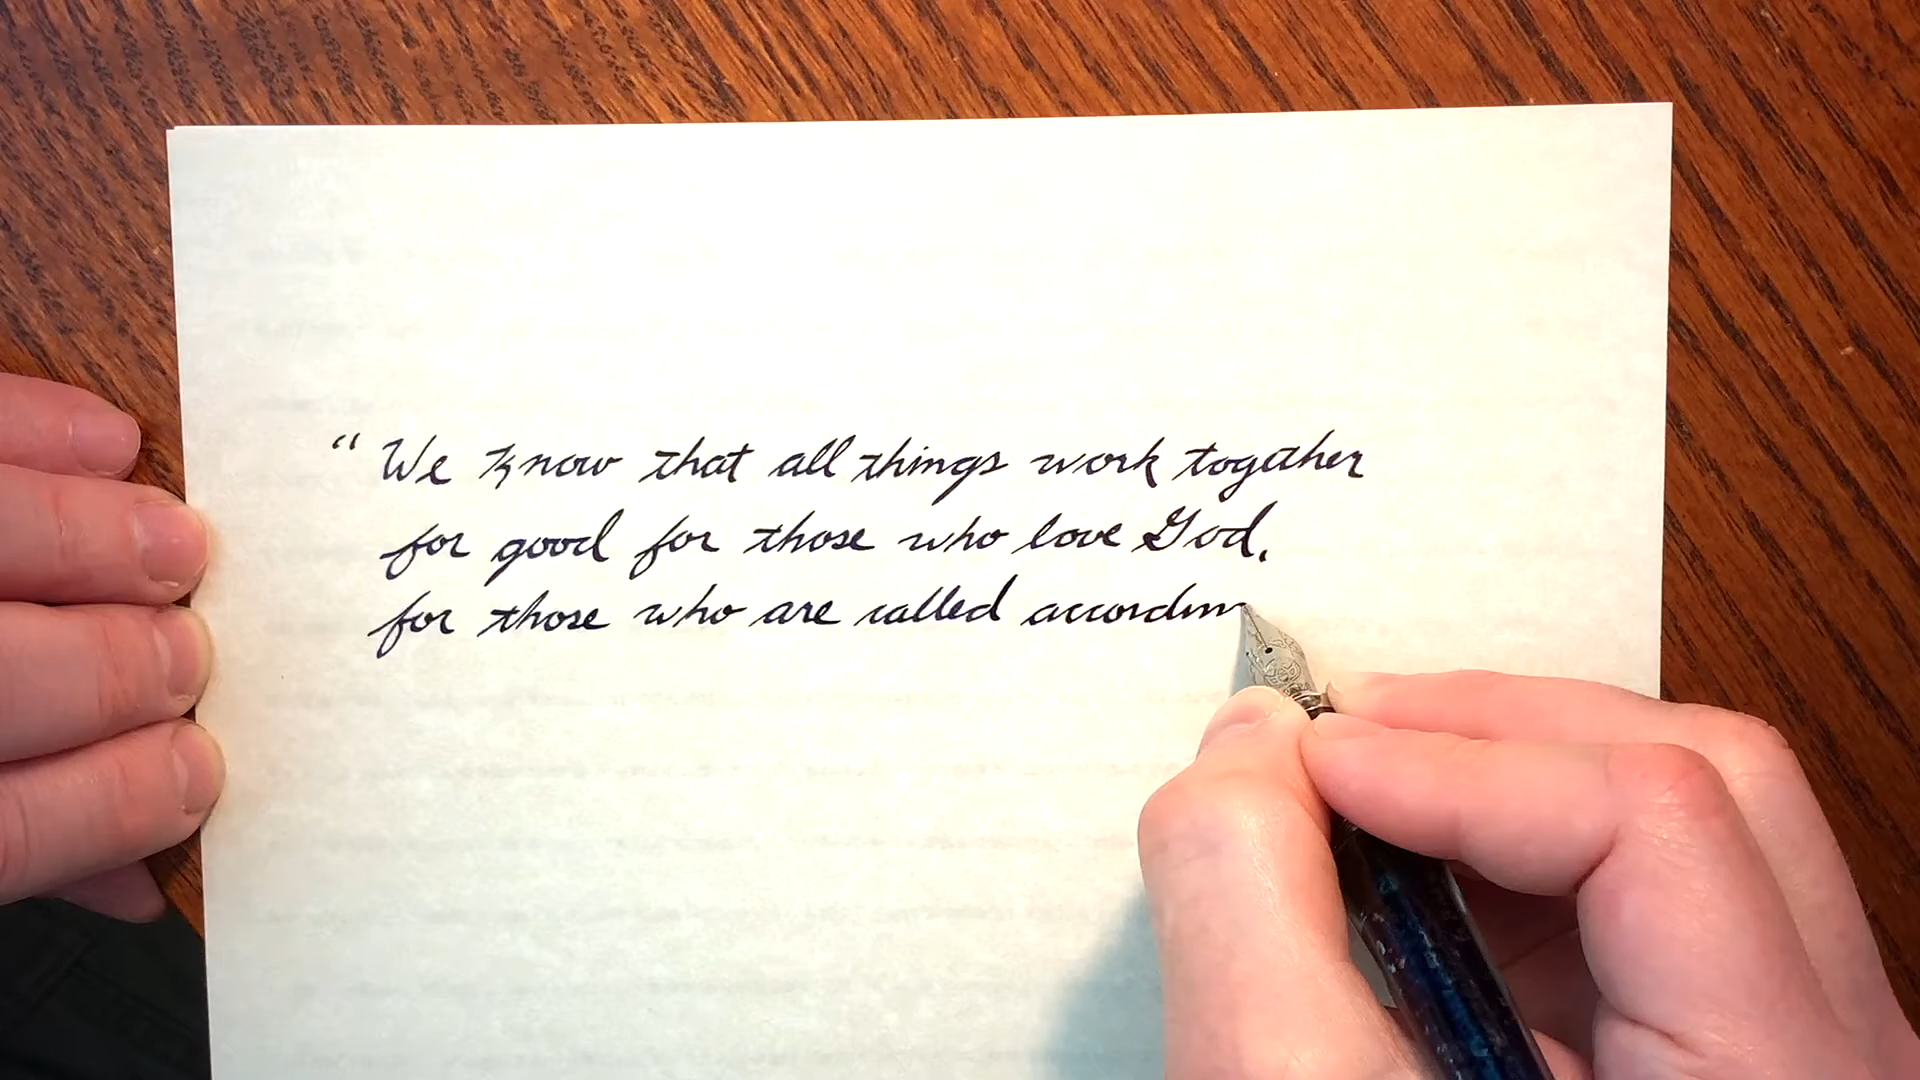 “ We know that all things work together
for good for those who love God,
for those who are called accordin